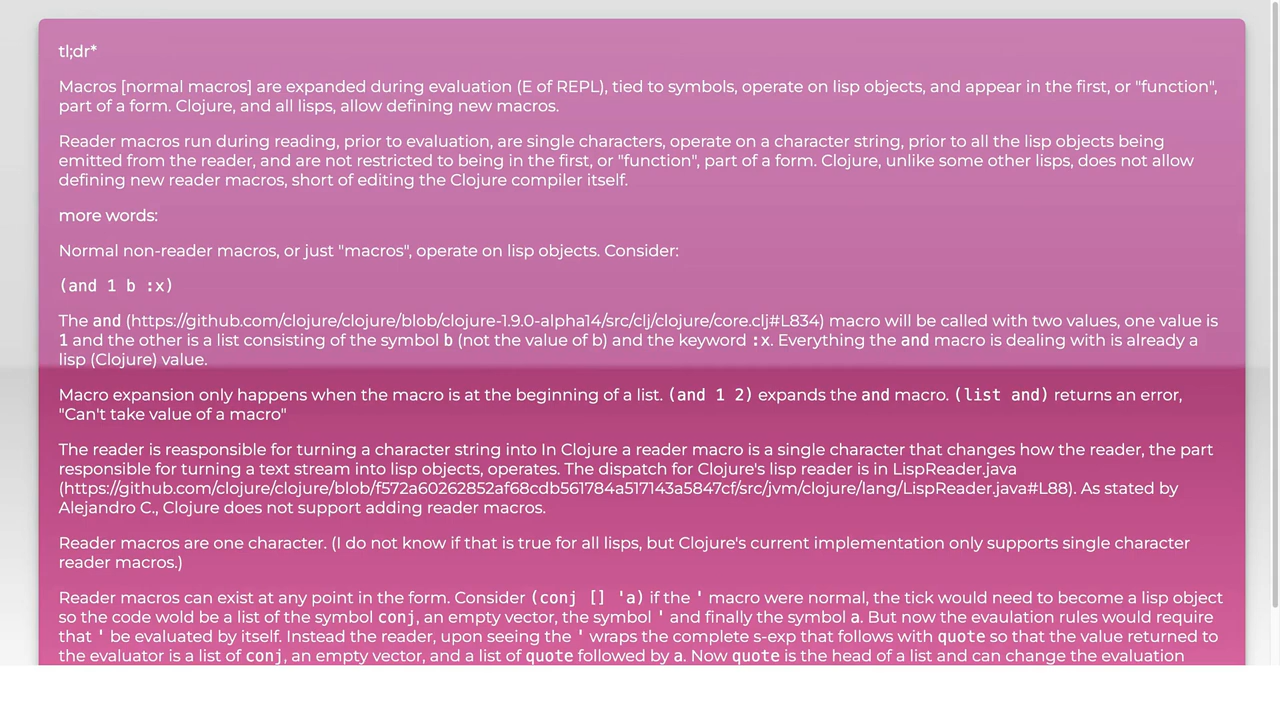 tl;dr*
Macros [normal macros] are expanded during evaluation (E of REPL), tied to symbols, operate on lisp objects, and appear in the first, or "function",
part of a form. Clojure, and all lisps, allow defining new macros.
Reader macros run during reading, prior to evaluation, are single characters, operate on a character string, prior to all the lisp objects being
emitted from the reader, and are not restricted to being in the first, or "function", part of a form. Clojure, unlike some other lisps, does not allow
defining new reader macros, short of editing the Clojure compiler itself.
more words:
Normal non-reader macros, or just "macros", operate on lisp objects. Consider:
(and 1 b :x)
The and (https://github.com/clojure/clojure/blob/clojure-1.9.0-alpha14/src/clj/clojure/core.clj#L834) macro will be called with two values, one value is
1 and the other is a list consisting of the symbol b (not the value of b) and the keyword :x. Everything the and macro is dealing with is already a
lisp (Clojure) value.
Macro expansion only happens when the macro is at the beginning of a list. (and 1 2) expands the and macro. (list and) returns an error,
"Can't take value of a macro"
The reader is reasponsible for turning a character string into In Clojure a reader macro is a single character that changes how the reader, the part
responsible for turning a text stream into lisp objects, operates. The dispatch for Clojure's lisp reader is in LispReader.java
(https://github.com/clojure/clojure/blob/f572a60262852af68cdb561784a517143a5847cf/src/jvm/clojure/lang/LispReader.java#L88). As stated by
Alejandro C., Clojure does not support adding reader macros.
Reader macros are one character. (I do not know if that is true for all lisps, but Clojure's current implementation only supports single character
reader macros.)
Reader macros can exist at any point in the form. Consider (conj [] 'a) if the ' macro were normal, the tick would need to become a lisp object
so the code wold be a list of the symbol conj, an empty vector, the symbol ' and finally the symbol a. But now the evaulation rules would require
that ' be evaluated by itself. Instead the reader, upon seeing the ' wraps the complete s-exp that follows with quote so that the value returned to
the evaluator is a list of conj, an empty vector, and a list of quote followed by a. Now quote is the head of a list and can change the evaluation